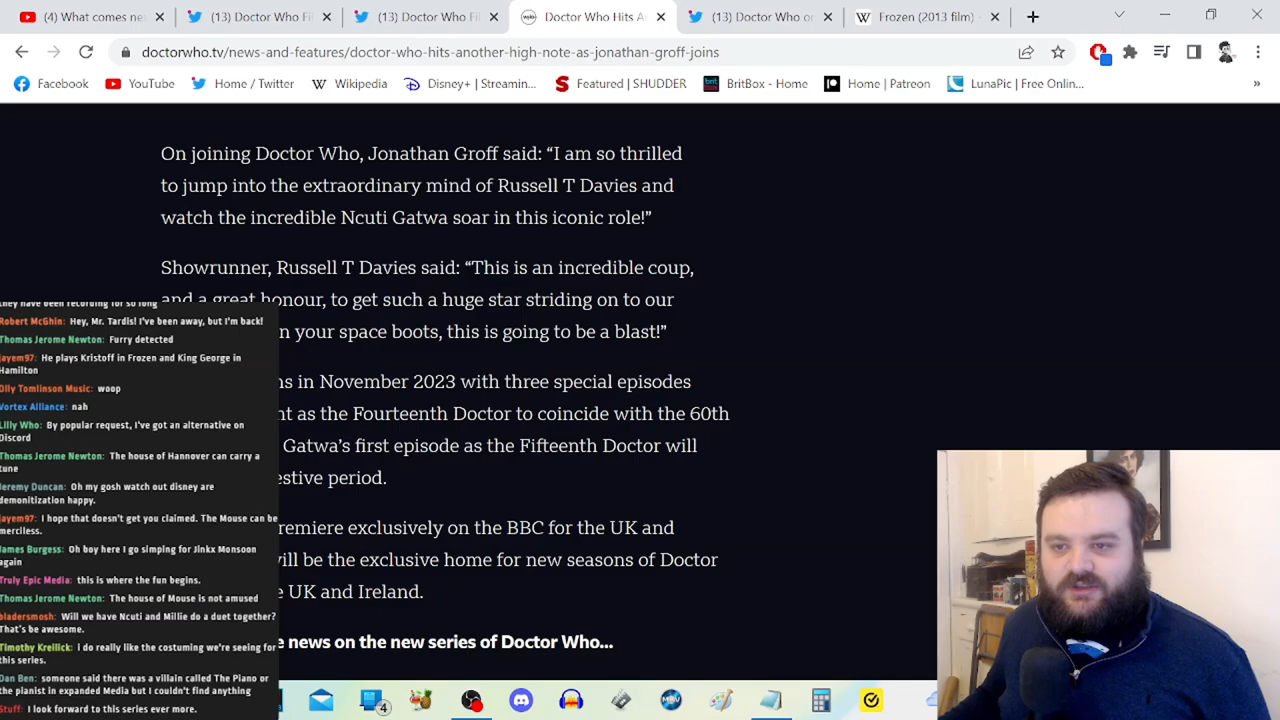 (4) What comes ne
(13) Doctor Who Fi
(13) Doctor Who Fi
Doctor Who Hits A
(13) Doctor Who o
Frozen (2013 film)
doctorwho.tv/news-and-features/doctor-who-hits-another-high-note-as-jonathan-groff-joins
Facebook
YouTube
Home / Twitter
Wikipedia
Disney+ | Streamin...
Featured | SHUDDER
BritBox - Home
Home | Patreon
LunaPic | Free Onlin...
»
On joining Doctor Who, Jonathan Groff said: “I am so thrilled
to jump into the extraordinary mind of Russell T Davies and
watch the incredible Ncuti Gatwa soar in this iconic role!”
Showrunner, Russell T Davies said: “This is an incredible coup,
and a great honour, to get such a huge star striding on to our
n your space boots, this is going to be a blast!”
ns in November 2023 with three special episodes
nt as the Fourteenth Doctor to coincide with the 60th
Gatwa’s first episode as the Fifteenth Doctor will
estive period.
remiere exclusively on the BBC for the UK and
will be the exclusive home for new seasons of Doctor
e UK and Ireland.
e news on the new series of Doctor Who...
they have been recording for so long
Robert McGhin: Hey, Mr. Tardis! I've been away, but I'm back!
Thomas Jerome Newton: Furry detected
jayem97: He plays Kristoff in Frozen and King George in
Hamilton
Olly Tomlinson Music: woop
Vortex Alliance: nah
Lilly Who: By popular request, I've got an alternative on
Discord
Thomas Jerome Newton: The house of Hannover can carry a
tune
Jeremy Duncan: Oh my gosh watch out disney are
demonitization happy.
jayem97: I hope that doesn't get you claimed. The Mouse can be
merciless.
James Burgess: Oh boy here I go simping for Jinkx Monsoon
again
Truly Epic Media: this is where the fun begins.
Thomas Jerome Newton: The house of Mouse is not amused
bladersmosh: Will we have Ncuti and Millie do a duet together?
That's be awesome.
Timothy Krellick: i do really like the costuming we're seeing for
this series.
Dan Ben: someone said there was a villain called The Piano or
the pianist in expanded Media but I couldn't find anything
Stuff: I look forward to this series ever more.
4